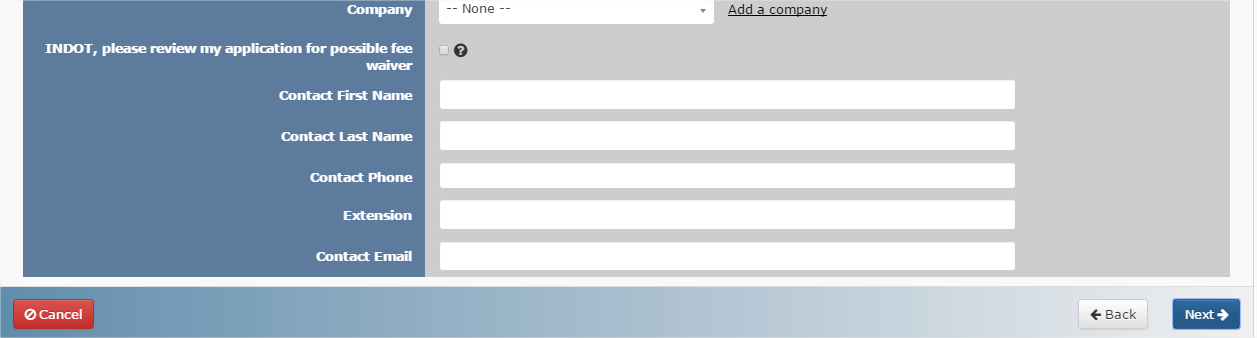 Company -- None -- Add a company
INDOT, please review my application for possible fee
waiver
Contact First Name
Contact Last Name
Contact Phone
Extension
Contact Email
Cancel Back Next